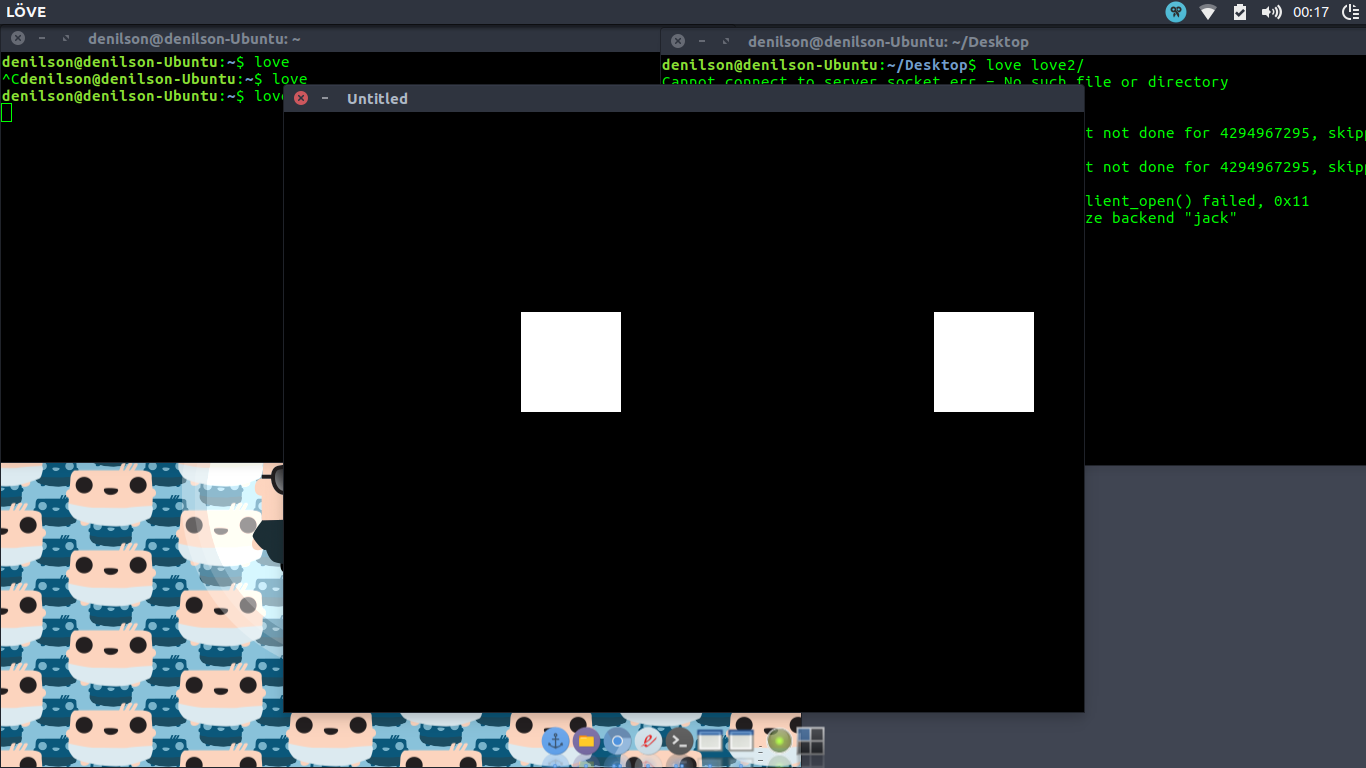 LÖVE
00:17
denilson@denilson-Ubuntu: ~
denilson@denilson-Ubuntu:~$ love
^Cdenilson@denilson-Ubuntu:~$ love
denilson@denilson-Ubuntu:~$ love
denilson@denilson-Ubuntu: ~/Desktop
denilson@denilson-Ubuntu:~/Desktop$ love love2/
Cannot connect to server socket err = No such file or directory
Untitled
t not done for 4294967295, skipp
t not done for 4294967295, skipp
lient_open() failed, 0x11
ze backend "jack"